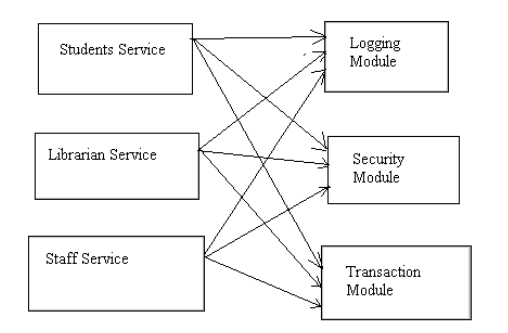 Students Service
Logging
Module
Librarian Service
Security
Module
Staff Service
Transaction
Module